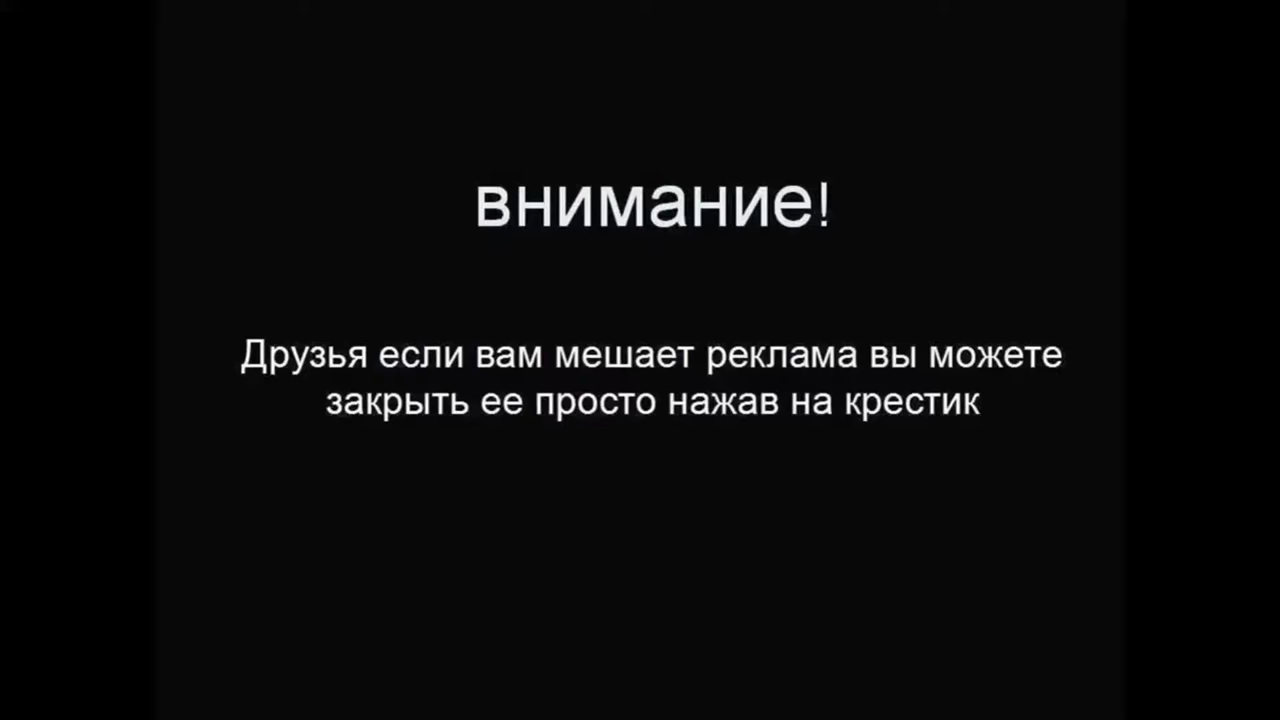 внимание!
Друзья если вам мешает реклама вы можете
закрыть ее просто нажав на крестик